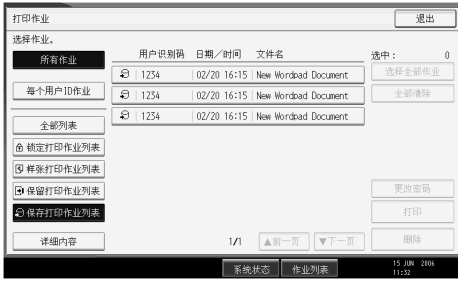 打印作业
退出
选择作业。
所有作业
每个用户ID作业
全部列表
锁定打印作业列表
样张打印作业列表
保留打印作业列表
保存打印作业列表
详细内容
用户识别码 日期/时间 文件名
1234 02/20 16:15 New Wordpad Document
1234 02/20 16:15 New Wordpad Document
1234 02/20 16:15 New Wordpad Document
1/1 ▲前一页 ▼下一页
选中: 0
选择全部作业
全部清除
更改密码
打印
删除
系统状态 作业列表
15 JUN 2006
11:32